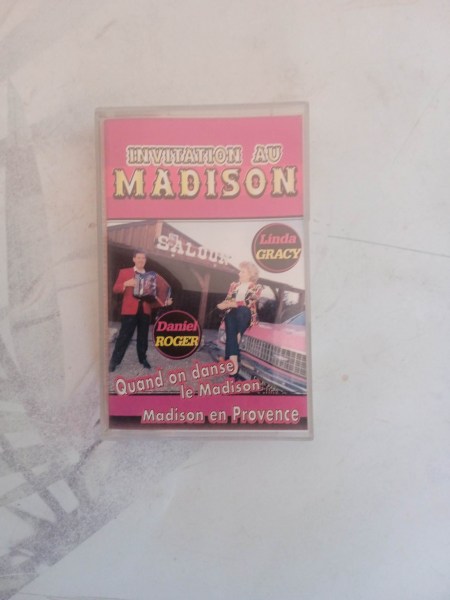 INVITATION AU
MADISON
SALOON
Linda
GRACY
Daniel
ROGER
Quand on danse
le Madison
Madison en Provence